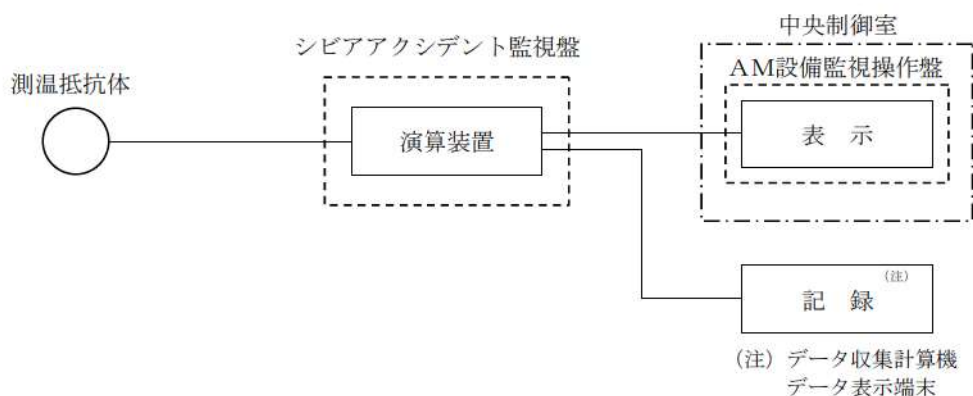 中央制御室
シビアアクシデント監視盤
AM設備監視操作盤
測温抵抗体
演算装置
表 示
記 録 (注)
(注) データ収集計算機
データ表示端末